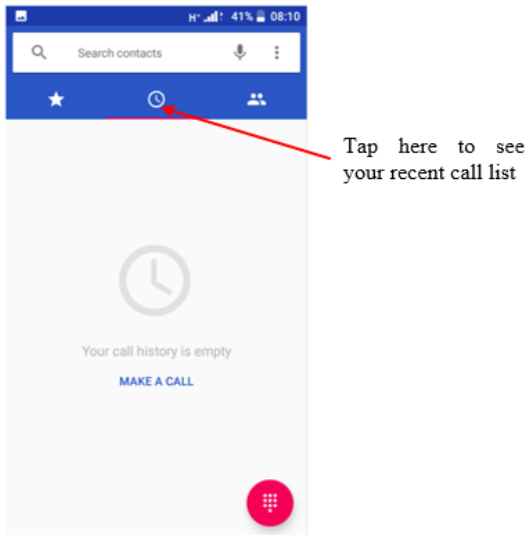 H+ 41% 08:10
Search contacts
Tap here to see
your recent call list
Your call history is empty
MAKE A CALL